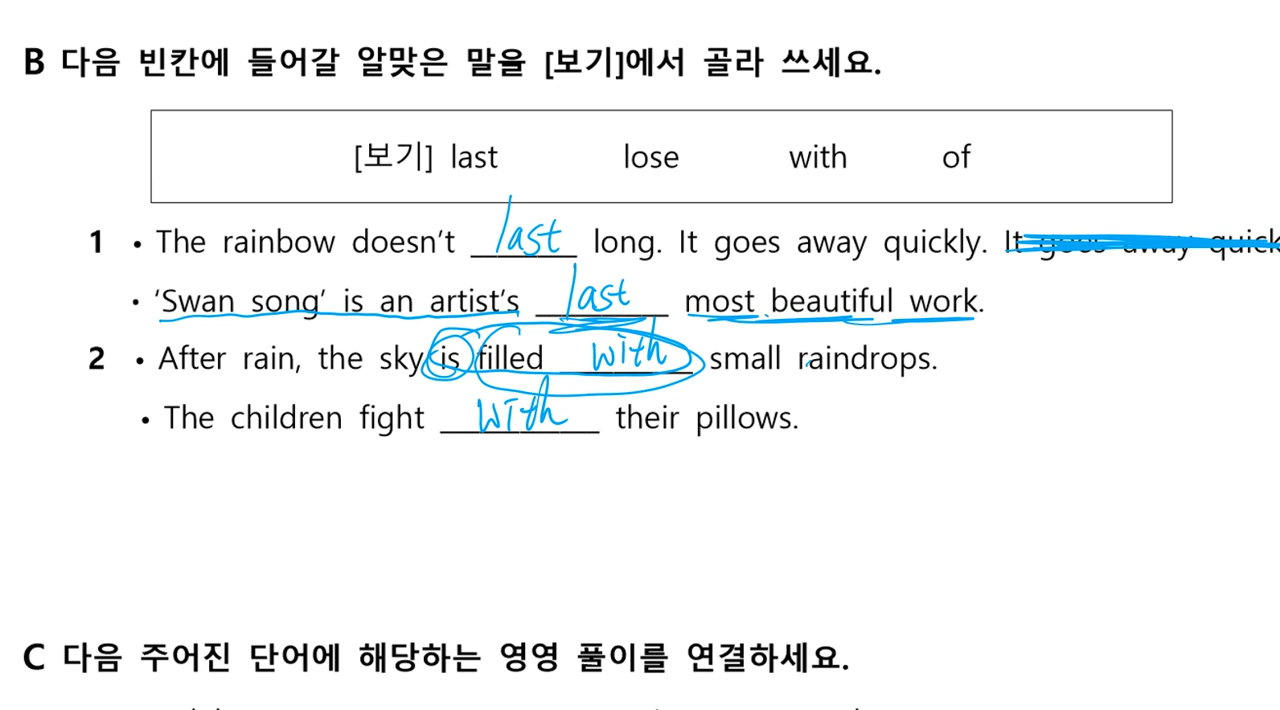 B 다음 빈칸에 들어갈 알맞은 말을 [보기]에서 골라 쓰세요.
[보기] last lose with of
1 • The rainbow doesn't last long. It goes away quickly. It goes away quick
• 'Swan song' is an artist's last most beautiful work.
2 • After rain, the sky is filled with small raindrops.
• The children fight with their pillows.
C 다음 주어진 단어에 해당하는 영영 풀이를 연결하세요.